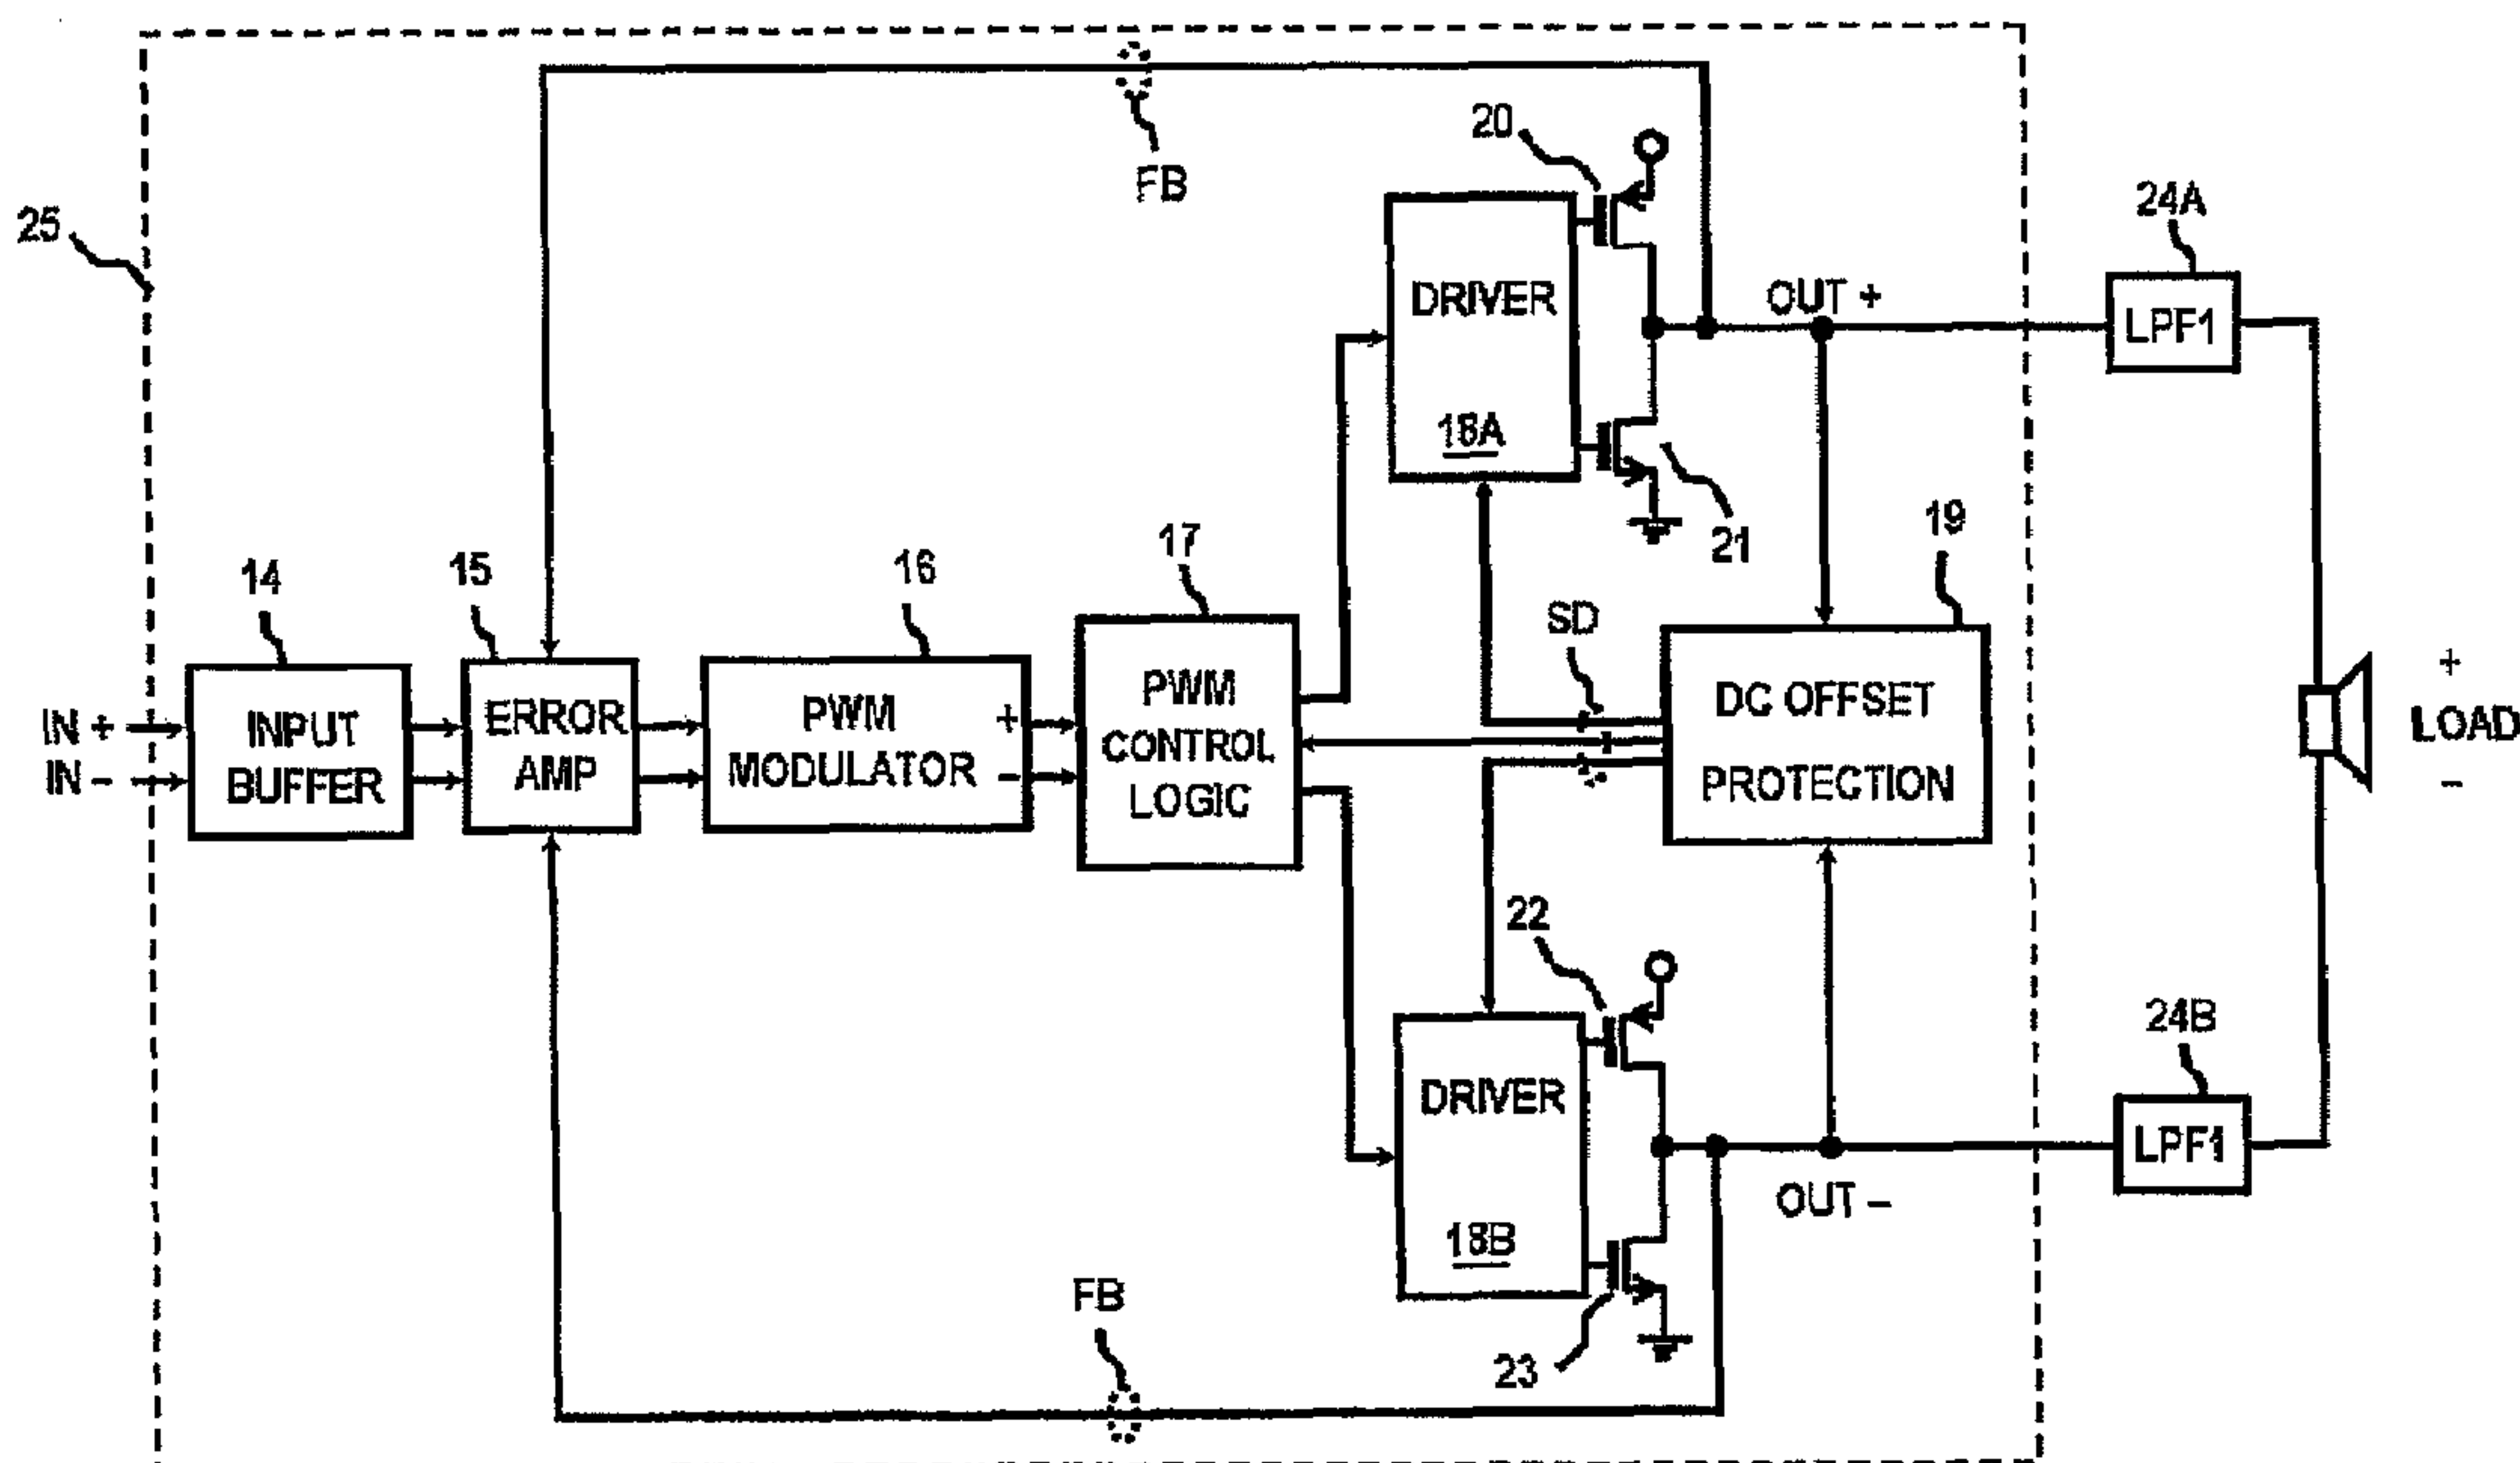 FB
20
24A
25
DRIVER
OUT +
LPF1
18A
21
19
17
16
15
14
SD
IN +
IN −
INPUT
BUFFER
ERROR
AMP
PWM
MODULATOR
+
−
PWM
CONTROL
LOGIC
DC OFFSET
PROTECTION
+
LOAD
−
22
24B
DRIVER
LPF1
OUT −
18B
FB
23